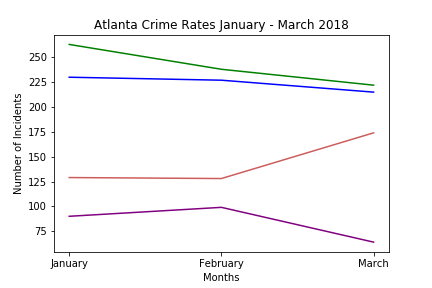 Atlanta Crime Rates January - March 2018
Number of Incidents
250
225
200
175
150
125
100
75
January February March
Months